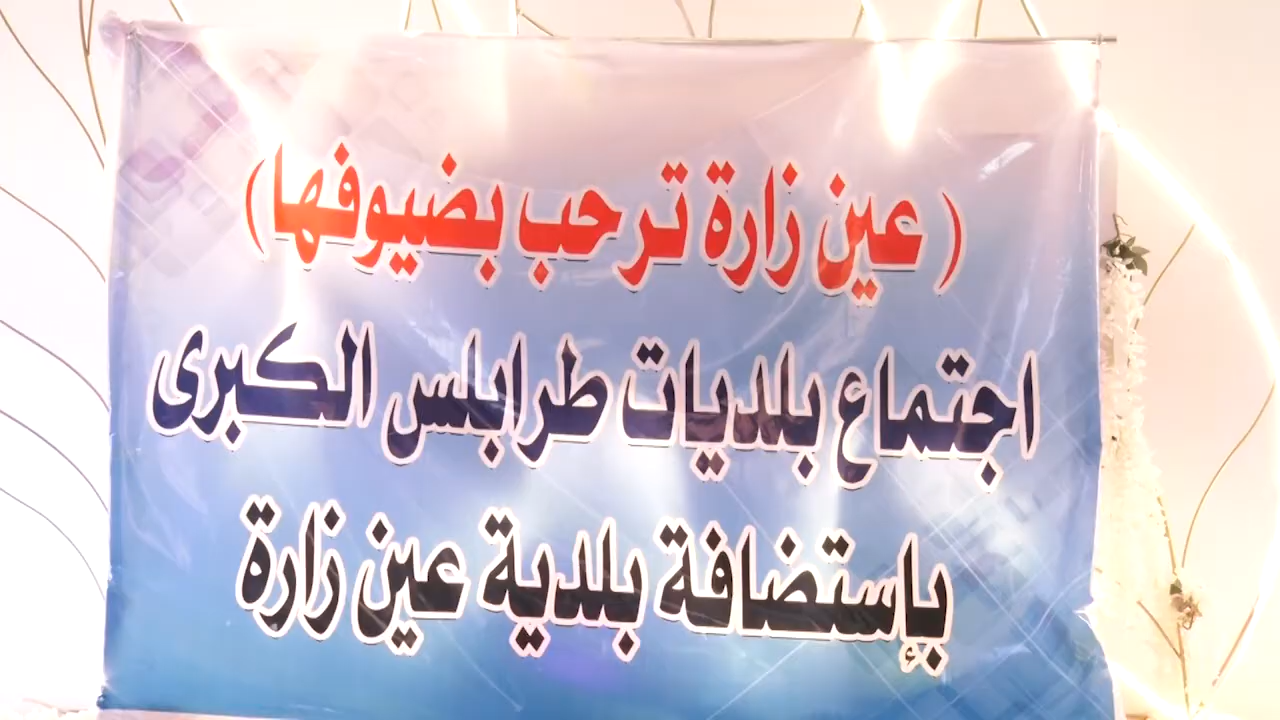 ( عين زارة ترحب بضيوفها)
اجتماع بلديات طرابلس الكبرى
بإستضافة بلدية عين زارة